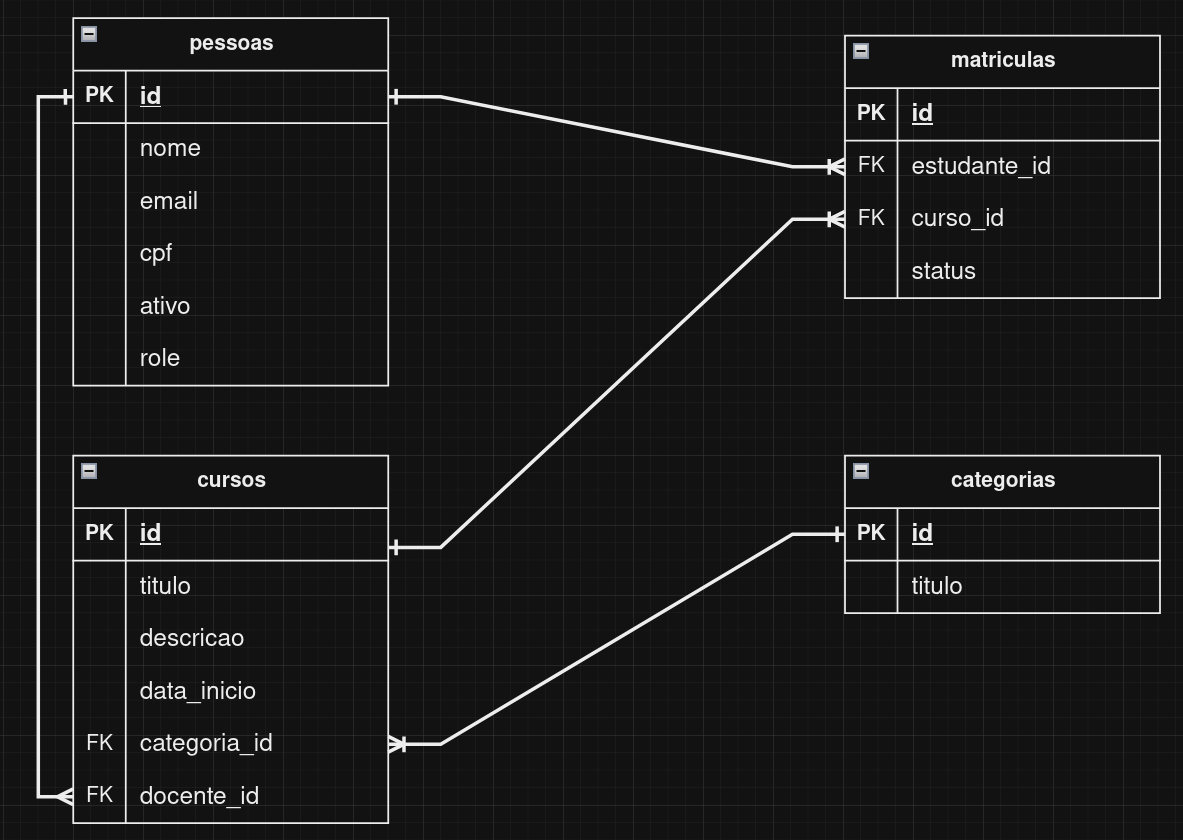 pessoas
PK id
nome
email
cpf
ativo
role
matriculas
PK id
FK estudante_id
FK curso_id
status
cursos
PK id
titulo
descricao
data_inicio
FK categoria_id
FK docente_id
categorias
PK id
titulo